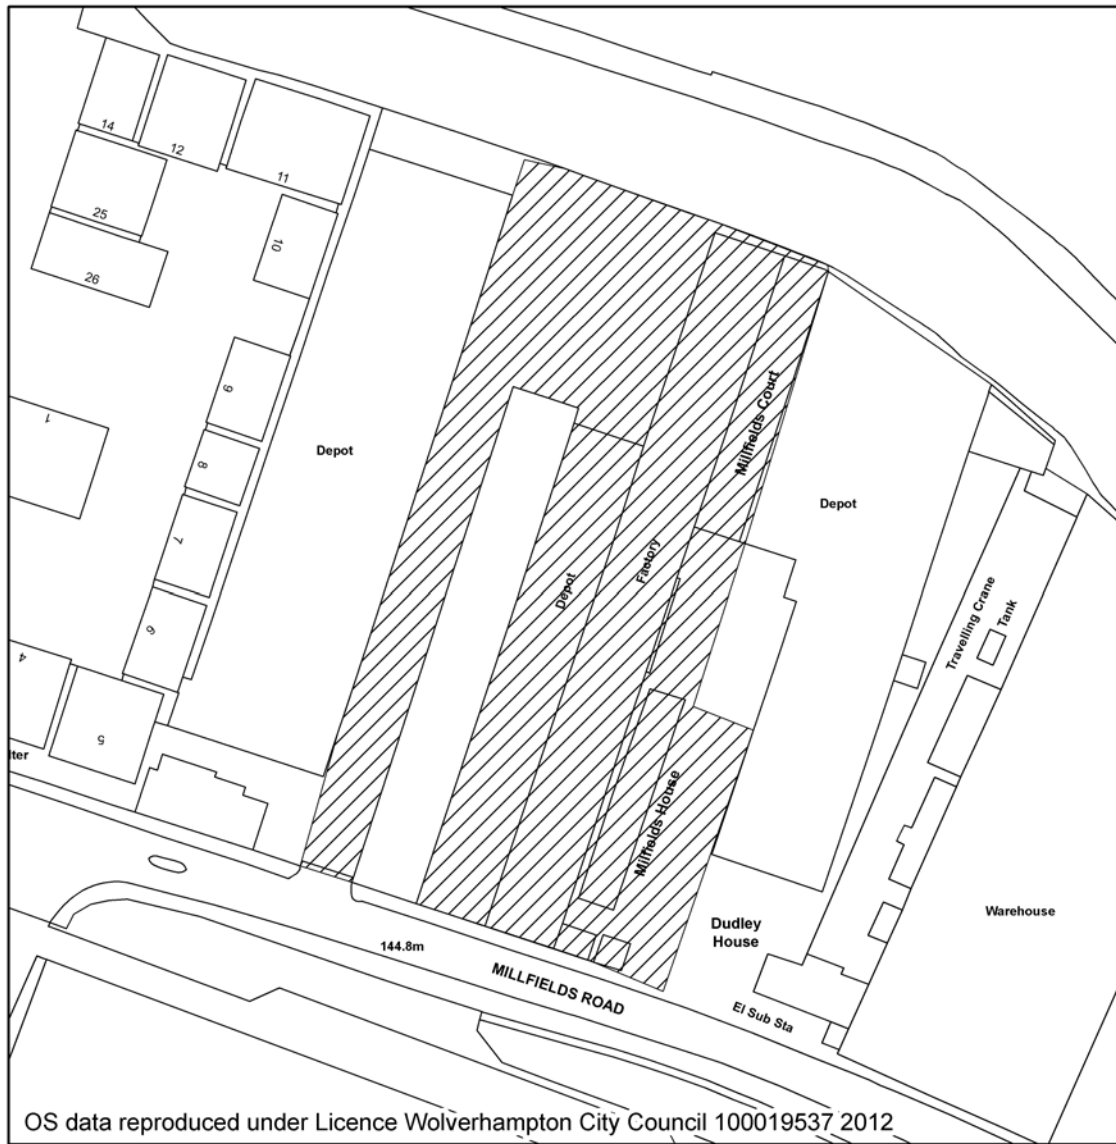 14
12
11
25
10
26
9
1
Depot
8
7
6
4
5
lter
Millfields Court
Depot
Factory
Depot
Travelling Crane
Tank
Millfields House
Warehouse
Dudley
House
144.8m
MILLFIELDS ROAD
El Sub Sta
OS data reproduced under Licence Wolverhampton City Council 100019537 2012